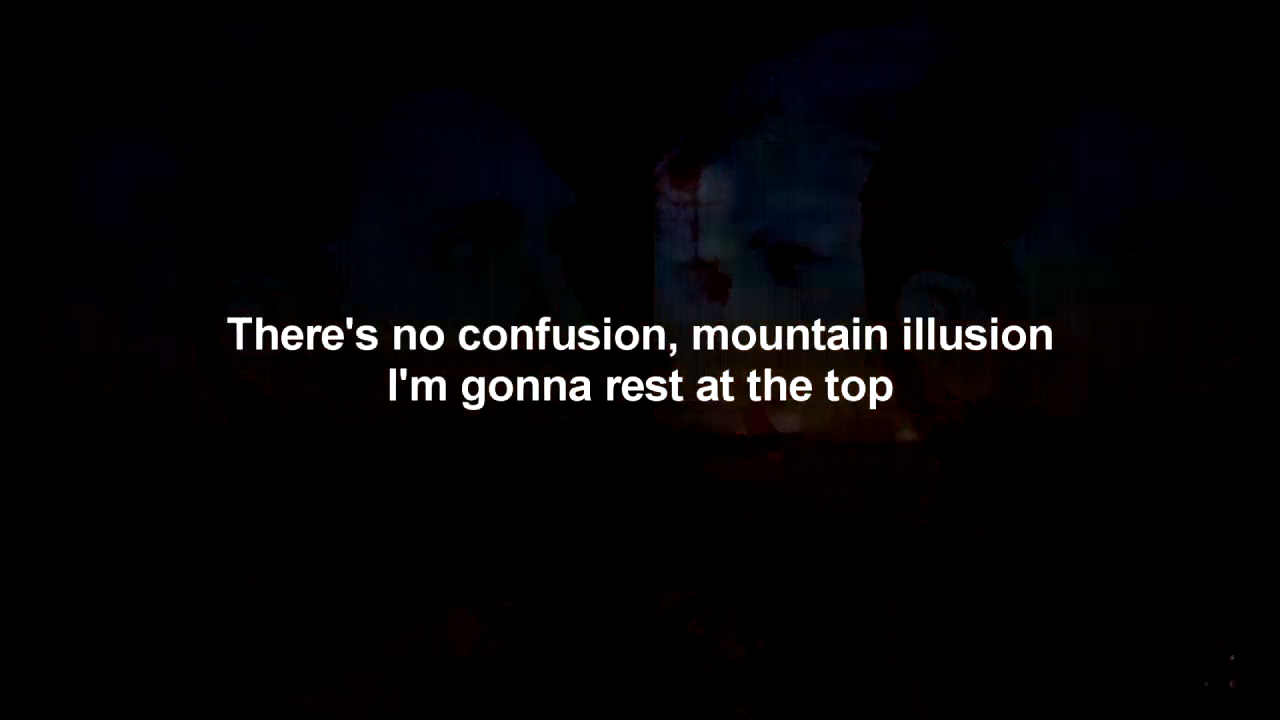 There's no confusion, mountain illusion
I'm gonna rest at the top